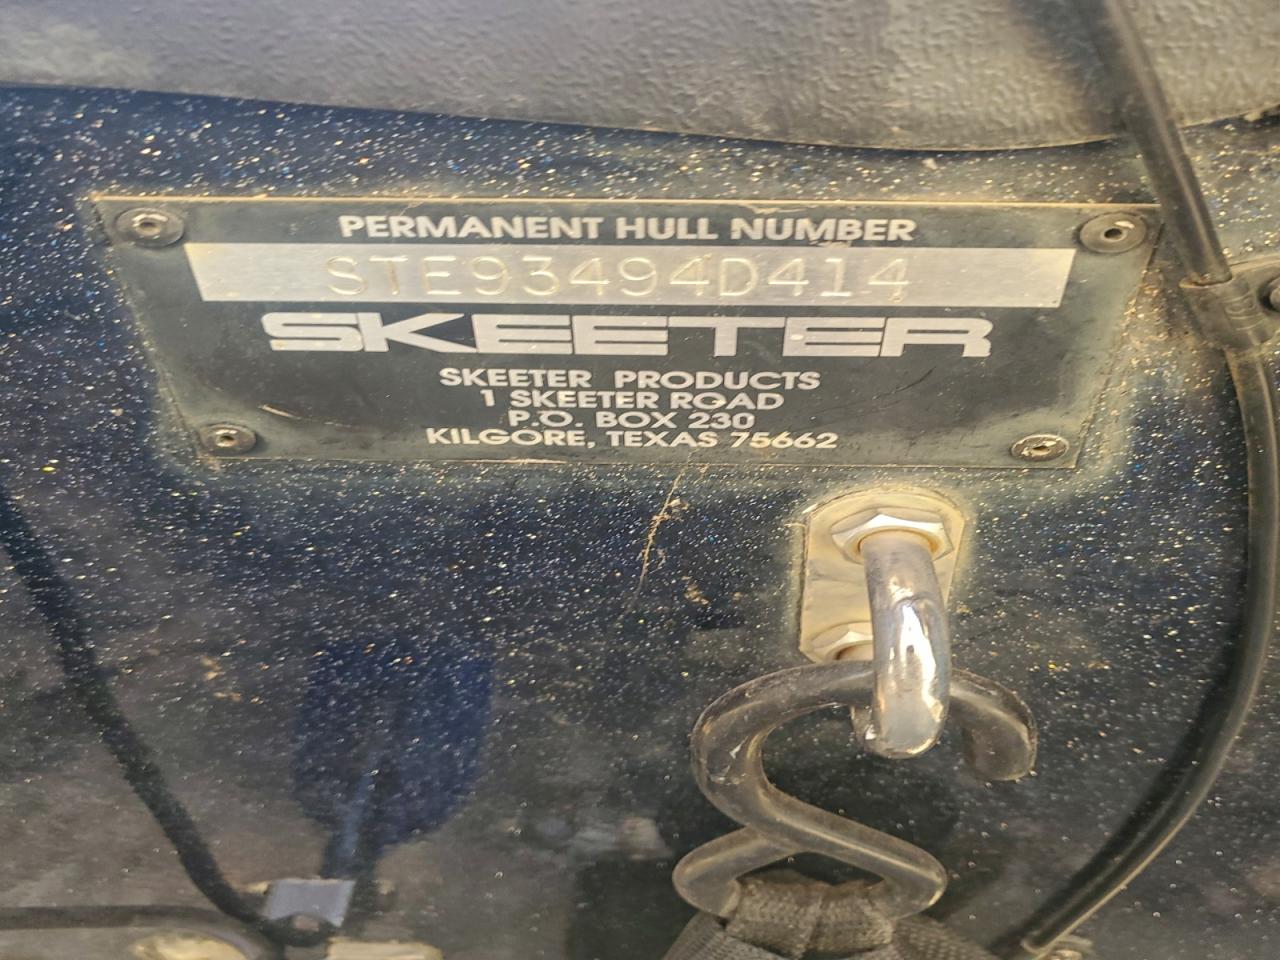 PERMANENT HULL NUMBER
STE93494D414
SKEETER
SKEETER PRODUCTS
1 SKEETER ROAD
P.O. BOX 230
KILGORE, TEXAS 75662